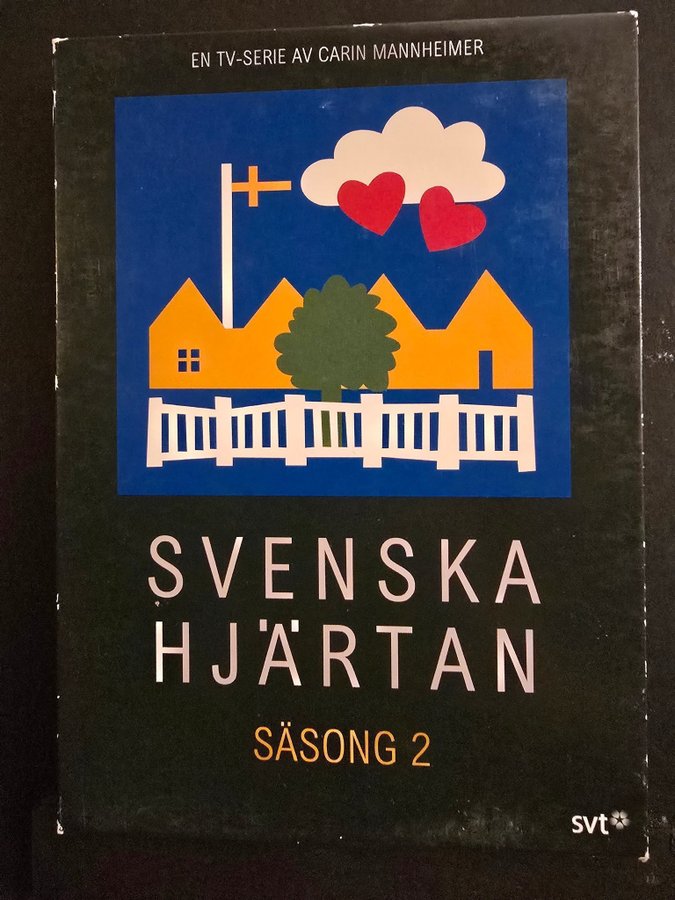 EN TV-SERIE AV CARIN MANNHEIMER
SVENSKA
HJÄRTAN
SÄSONG 2
svt